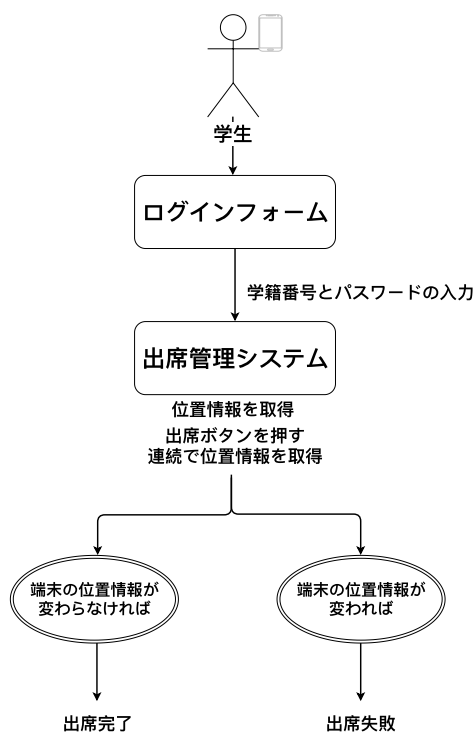 学生
ログインフォーム
学籍番号とパスワードの入力
出席管理システム
位置情報を取得
出席ボタンを押す
連続で位置情報を取得
端末の位置情報が
変わらなければ
端末の位置情報が
変われば
出席完了
出席失敗